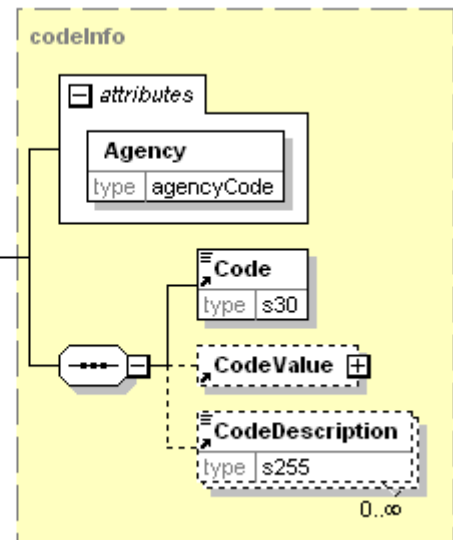 codeInfo
attributes
Agency
type agencyCode
Code
type s30
CodeValue
CodeDescription
type s255
0..∞